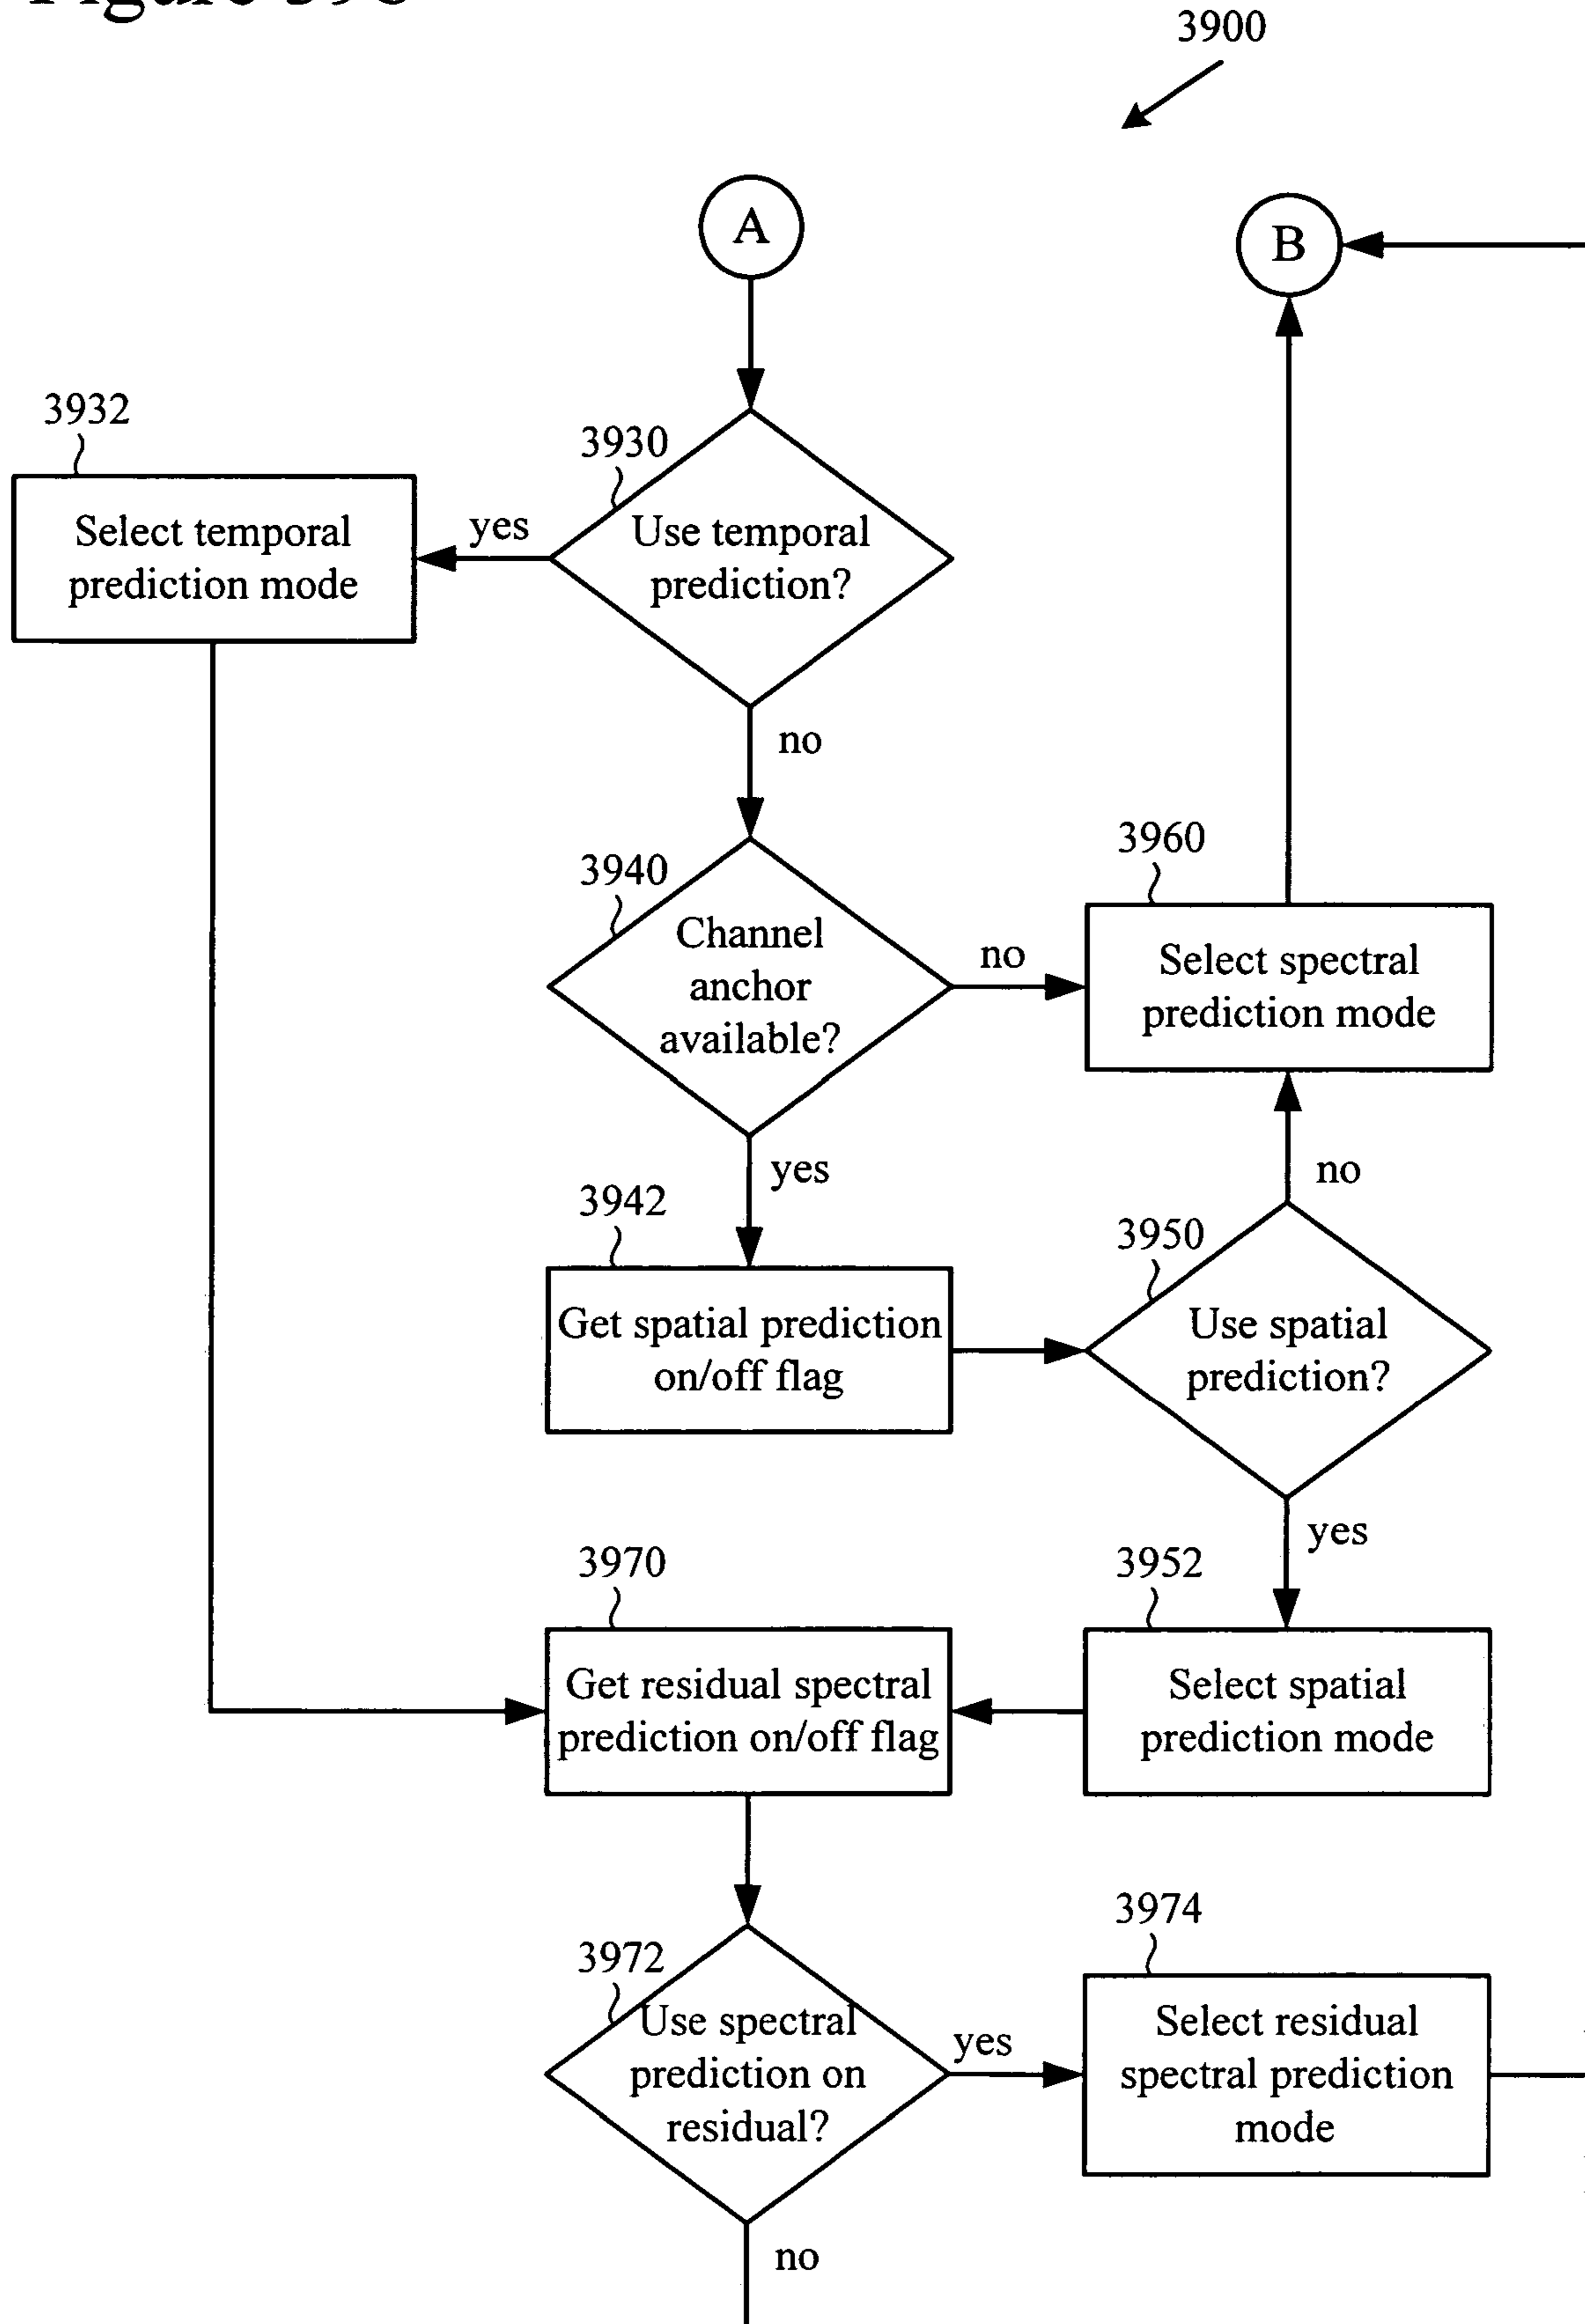 3900
A
B
3932
3930
Select temporal
prediction mode
yes
Use temporal
prediction?
no
3940
3960
Channel
anchor
available?
no
Select spectral
prediction mode
yes
no
3942
3950
Get spatial prediction
on/off flag
Use spatial
prediction?
yes
3970
3952
Get residual spectral
prediction on/off flag
Select spatial
prediction mode
3972
3974
Use spectral
prediction on
residual?
yes
Select residual
spectral prediction
mode
no